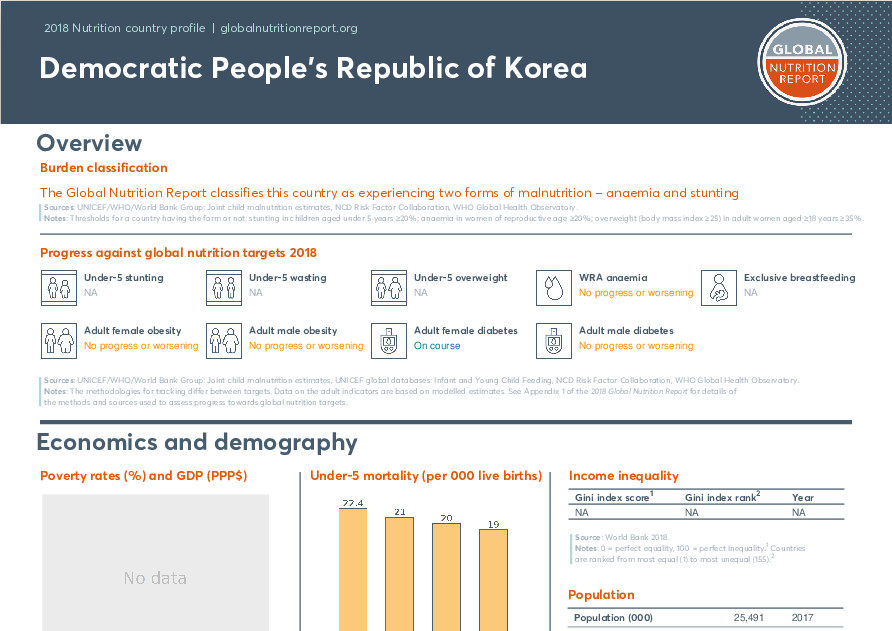 2018 Nutrition country profile | globalnutritionreport.org
Democratic People's Republic of Korea
GLOBAL
NUTRITION
REPORT
Overview
Burden classification
The Global Nutrition Report classifies this country as experiencing two forms of malnutrition – anaemia and stunting
Sources: UNICEF/WHO/World Bank Group: Joint child malnutrition estimates, NCD Risk Factor Collaboration, WHO Global Health Observatory.
Notes: Thresholds for a country having the form or not: stunting in children aged under 5 years ≥20%; anaemia in women of reproductive age ≥20%; overweight (body mass index ≥25) in adult women aged ≥18 years ≥35%.
Progress against global nutrition targets 2018
Under-5 stunting
NA
Under-5 wasting
NA
Under-5 overweight
NA
WRA anaemia
No progress or worsening
Exclusive breastfeeding
NA
Adult female obesity
No progress or worsening
Adult male obesity
No progress or worsening
Adult female diabetes
On course
Adult male diabetes
No progress or worsening
Sources: UNICEF/WHO/World Bank Group: Joint child malnutrition estimates, UNICEF global databases: Infant and Young Child Feeding, NCD Risk Factor Collaboration, WHO Global Health Observatory.
Notes: The methodologies for tracking differ between targets. Data on the adult indicators are based on modelled estimates. See Appendix 1 of the 2018 Global Nutrition Report for details of
the methods and sources used to assess progress towards global nutrition targets.
Economics and demography
Poverty rates (%) and GDP (PPP$)
No data
Under-5 mortality (per 000 live births)
22.4
21
20
19
Income inequality
Gini index score1 Gini index rank2 Year
NA NA NA
Source: World Bank 2018.
Notes: 0 = perfect equality, 100 = perfect inequality.1 Countries
are ranked from most equal (1) to most unequal (155).2
Population
Population (000) 25,491 2017